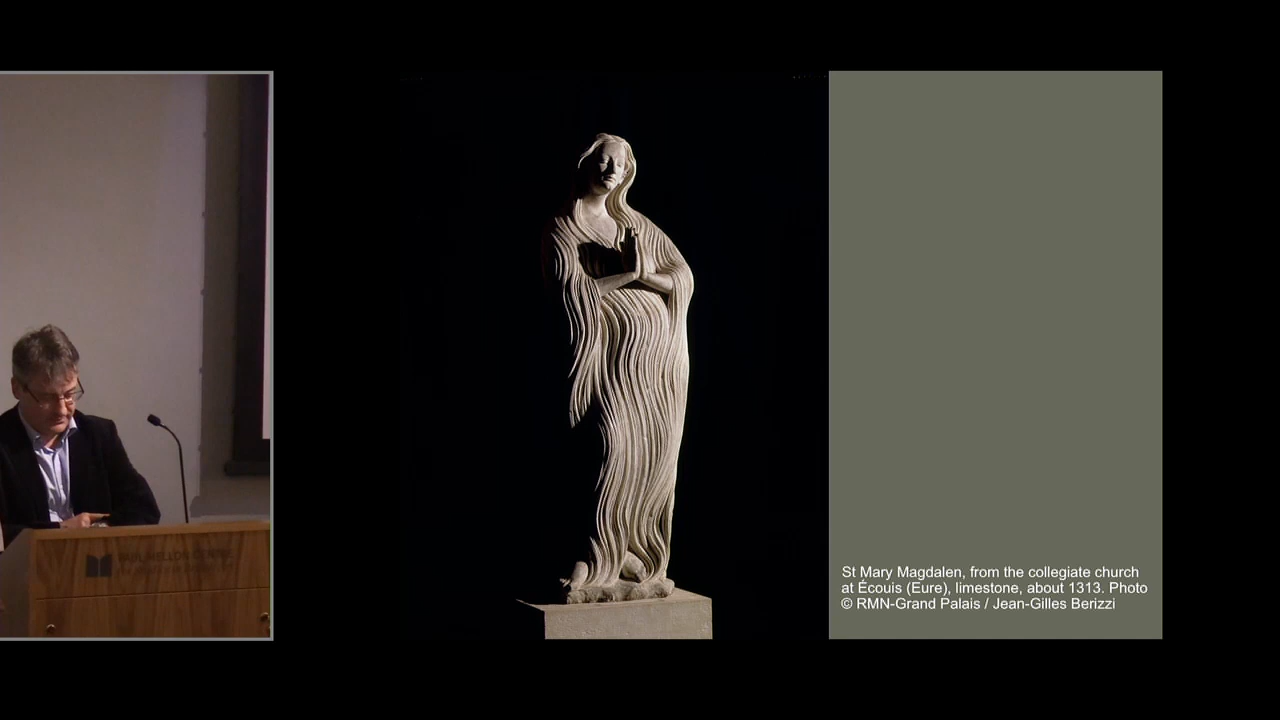 St Mary Magdalen, from the collegiate church
at Écouis (Eure), limestone, about 1313. Photo
© RMN-Grand Palais / Jean-Gilles Berizzi